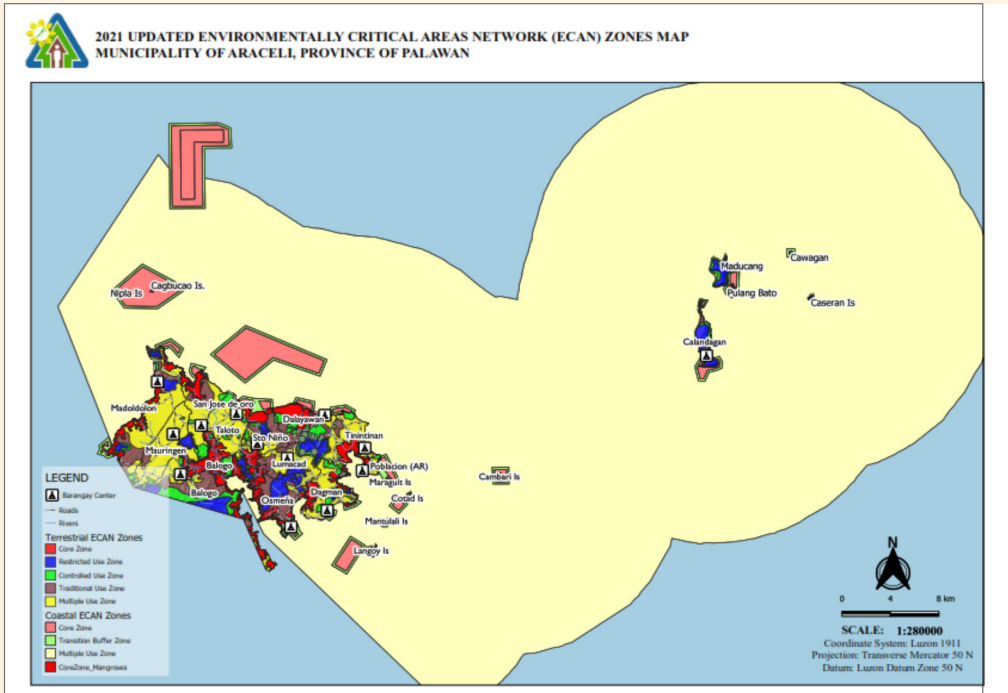 2021 UPDATED ENVIRONMENTALLY CRITICAL AREAS NETWORK (ECAN) ZONES MAP
MUNICIPALITY OF ARACELI, PROVINCE OF PALAWAN
Cawagan
Maducang
Pulang Bato
Caseran Is
Nipla Is
Cagbucao Is.
Calandagan
Madoldolon
San Jose de oro
Taloto
Dalayawan
Sto Niño
Tinintinan
Mauringen
Balogo
Lumacad
Poblacion (AR)
Maraguit Is
Cambari Is
Balogo
Osmeña
Dagman
Cotad Is
Mantulali Is
Langoy Is
LEGEND
Barangay Center
Roads
Rivers
Terrestrial ECAN Zones
Core Zone
Restricted Use Zone
Controlled Use Zone
Traditional Use Zone
Multiple Use Zone
Coastal ECAN Zones
Core Zone
Transition Buffer Zone
Multiple Use Zone
CoreZone_Mangrows
N
0 4 8 km
SCALE: 1:280000
Coordinate System: Luzon 1911
Projection: Transverse Mercator 50 N
Datum: Luzon Datum Zone 50 N